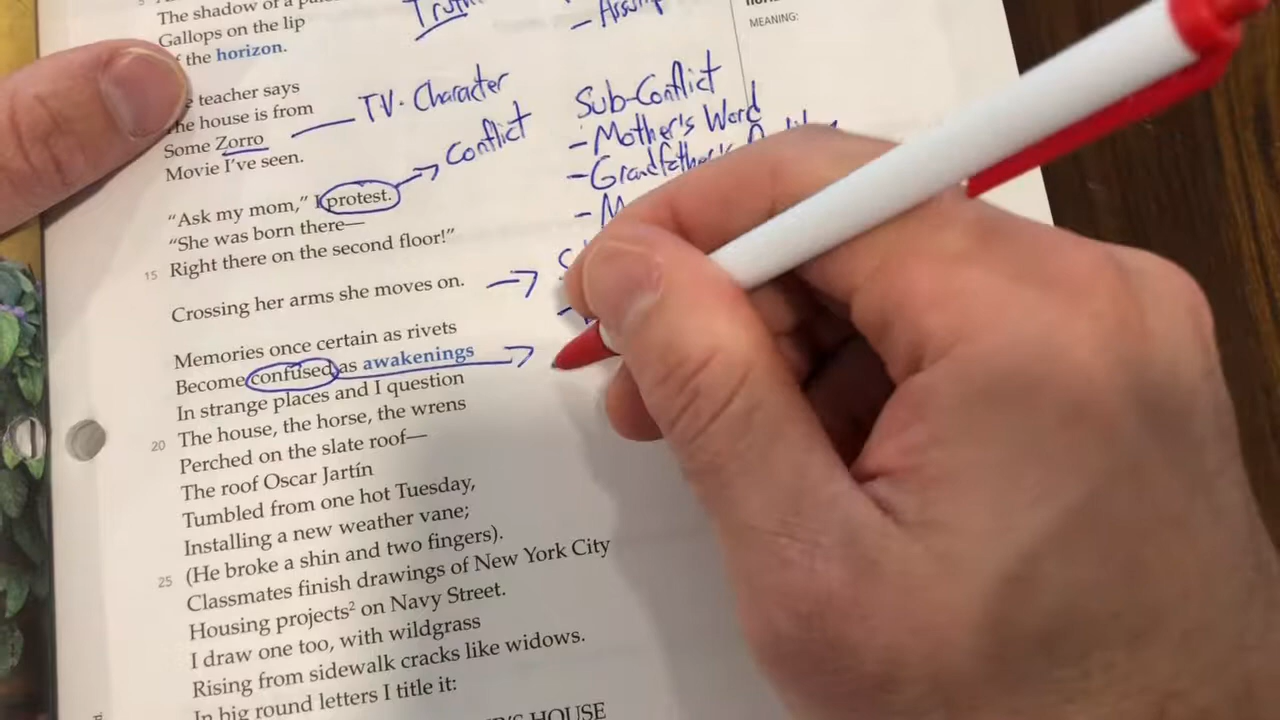 5
The shadow of a
Gallops on the lip
the horizon.
teacher says
The house is from
Some Zorro
Movie I've seen.
"Ask my mom," I protest.
"She was born there—
15 Right there on the second floor!"
Crossing her arms she moves on.
Memories once certain as rivets
Become confused as awakenings
In strange places and I question
20 The house, the horse, the wrens
Perched on the slate roof—
The roof Oscar Jartín
Tumbled from one hot Tuesday,
Installing a new weather vane;
25 (He broke a shin and two fingers).
Classmates finish drawings of New York City
Housing projects² on Navy Street.
I draw one too, with wildgrass
Rising from sidewalk cracks like widows.
In big round letters I title it:
HOUSE
Truth
TV. Character
Conflict
Sub-Conflict
- Mother's Word
- Grandfather's
MEANING: